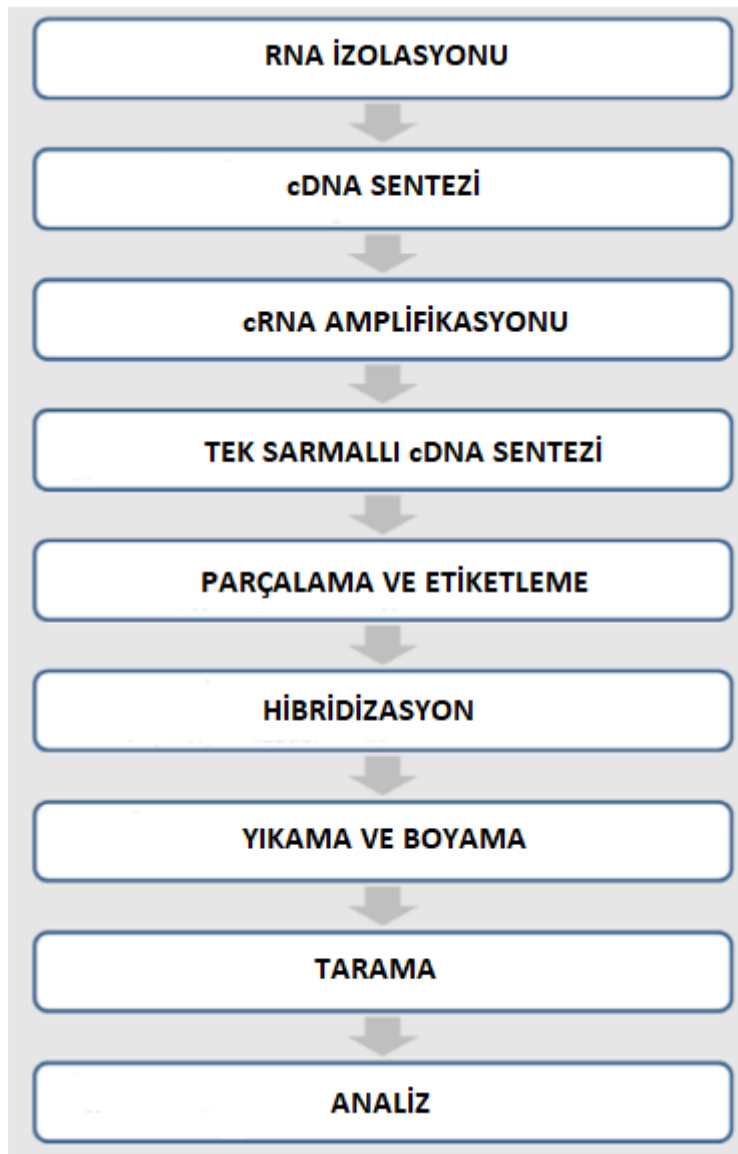 RNA İZOLASYONU
cDNA SENTEZİ
cRNA AMPLİFİKASYONU
TEK SARMALLI cDNA SENTEZİ
PARÇALAMA VE ETİKETLEME
HİBRİDİZASYON
YIKAMA VE BOYAMA
TARAMA
ANALİZ